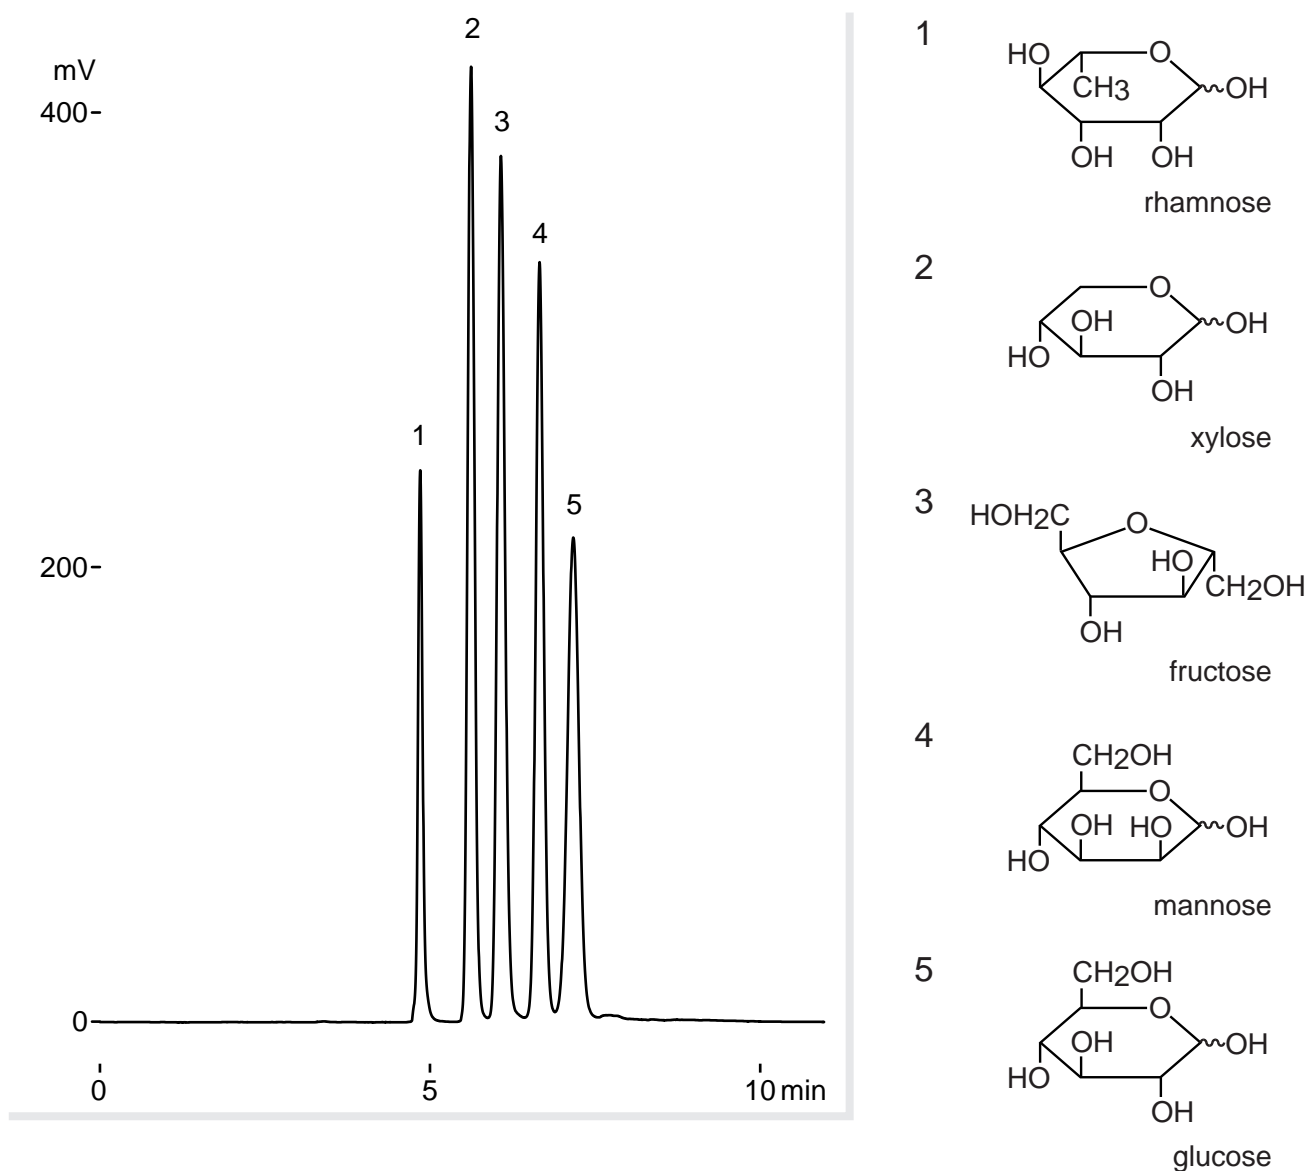 mV
400
200
0
0
5
10 min
1
2
3
4
5
1
HO
O
OH
CH3
OH
OH
rhamnose
2
O
OH
OH
HO
OH
xylose
3
HOH2C
O
HO
CH2OH
OH
fructose
4
CH2OH
O
OH
HO
OH
HO
mannose
5
CH2OH
O
OH
OH
HO
OH
glucose